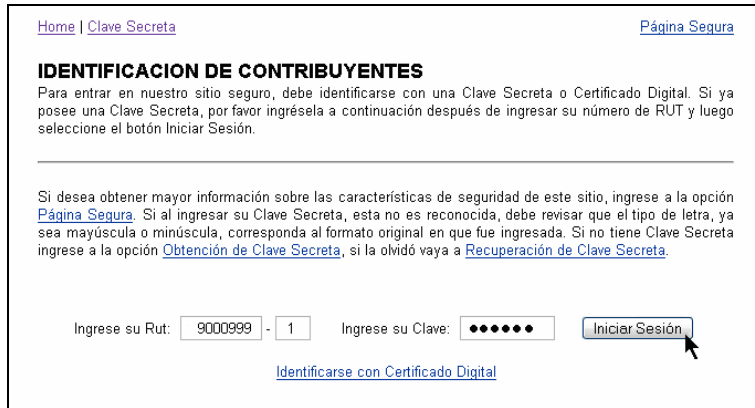 Home | Clave Secreta
Página Segura
IDENTIFICACION DE CONTRIBUYENTES
Para entrar en nuestro sitio seguro, debe identificarse con una Clave Secreta o Certificado Digital. Si ya
posee una Clave Secreta, por favor ingrésela a continuación después de ingresar su número de RUT y luego
seleccione el botón Iniciar Sesión.
Si desea obtener mayor información sobre las características de seguridad de este sitio, ingrese a la opción
Página Segura. Si al ingresar su Clave Secreta, esta no es reconocida, debe revisar que el tipo de letra, ya
sea mayúscula o minúscula, corresponda al formato original en que fue ingresada. Si no tiene Clave Secreta
ingrese a la opción Obtención de Clave Secreta, si la olvidó vaya a Recuperación de Clave Secreta.
Ingrese su Rut: 9000999 - 1 Ingrese su Clave: ●●●●●● Iniciar Sesión
Identificarse con Certificado Digital